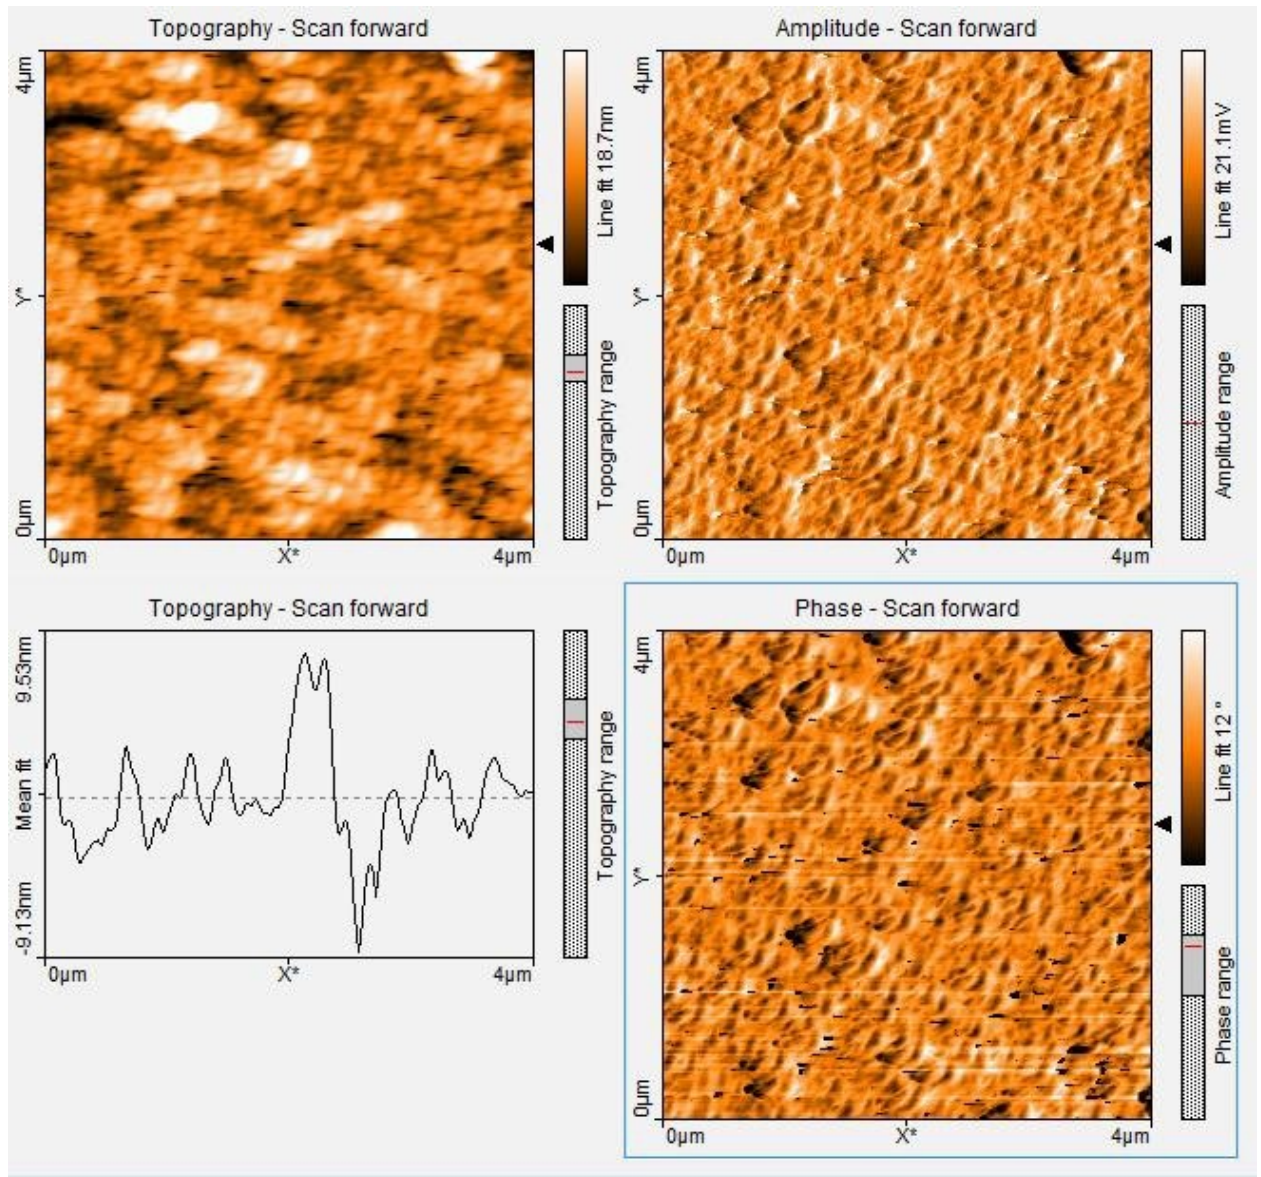 Topography - Scan forward
4µm
Y*
0µm
0µm
X*
4µm
Line fit 18.7nm
Topography range
Amplitude - Scan forward
4µm
Y*
0µm
0µm
X*
4µm
Line fit 21.1mV
Amplitude range
Topography - Scan forward
9.53nm
Mean fit
-9.13nm
0µm
X*
4µm
Topography range
Phase - Scan forward
4µm
Y*
0µm
0µm
X*
4µm
Line fit 12°
Phase range